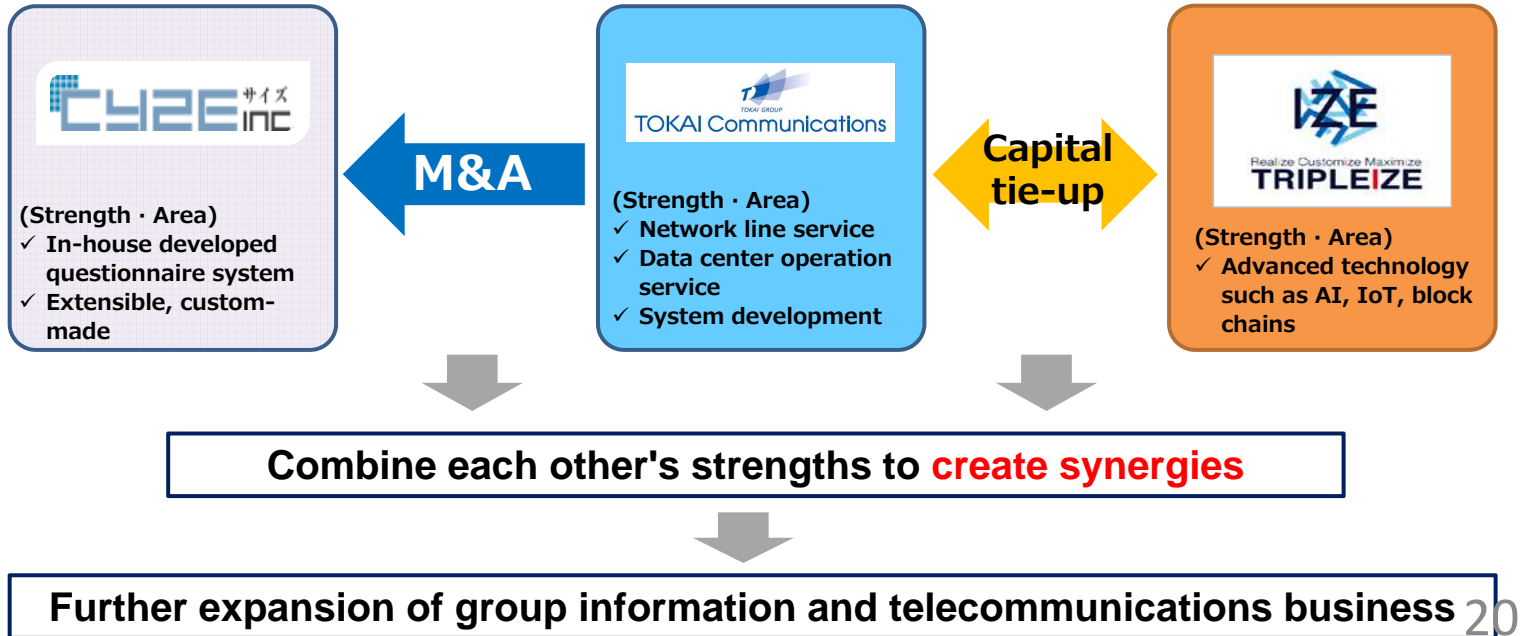 CYZE inc サイズ
(Strength · Area)
✓ In-house developed
questionnaire system
✓ Extensible, custom-
made
M&A
TOKAI GROUP
TOKAI Communications
(Strength · Area)
✓ Network line service
✓ Data center operation
service
✓ System development
Capital
tie-up
IZE
Realize Customize Maximize
TRIPLEIZE
(Strength · Area)
✓ Advanced technology
such as AI, IoT, block
chains
Combine each other's strengths to create synergies
Further expansion of group information and telecommunications business
20